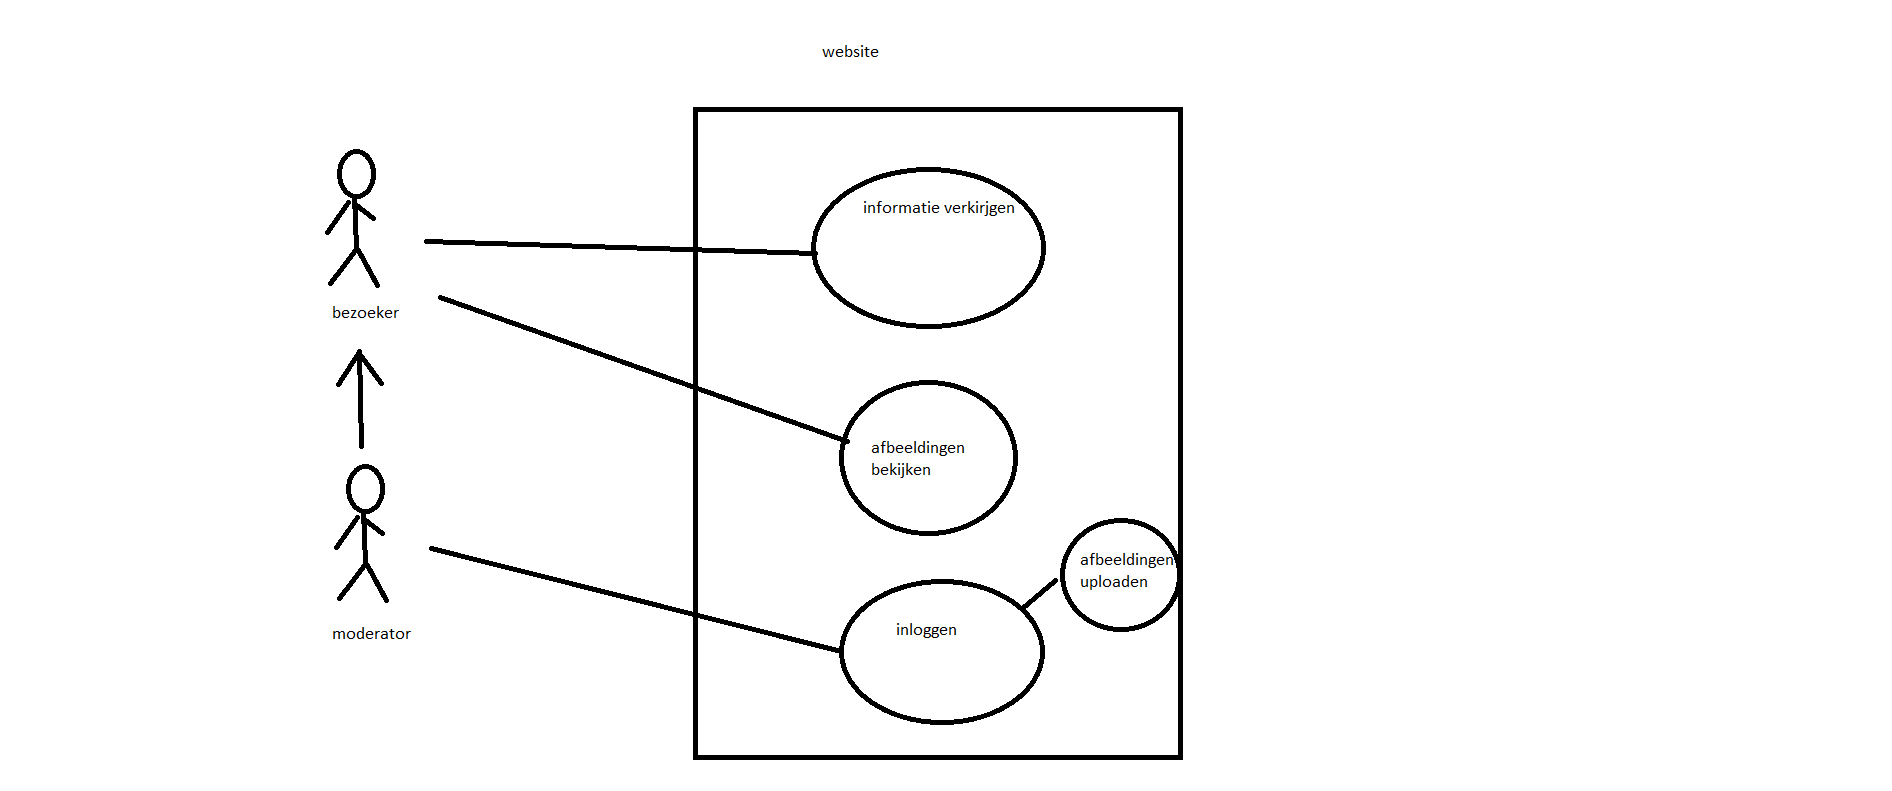 website
informatie verkirjgen
bezoeker
afbeeldingen
bekijken
afbeeldingen
uploaden
inloggen
moderator